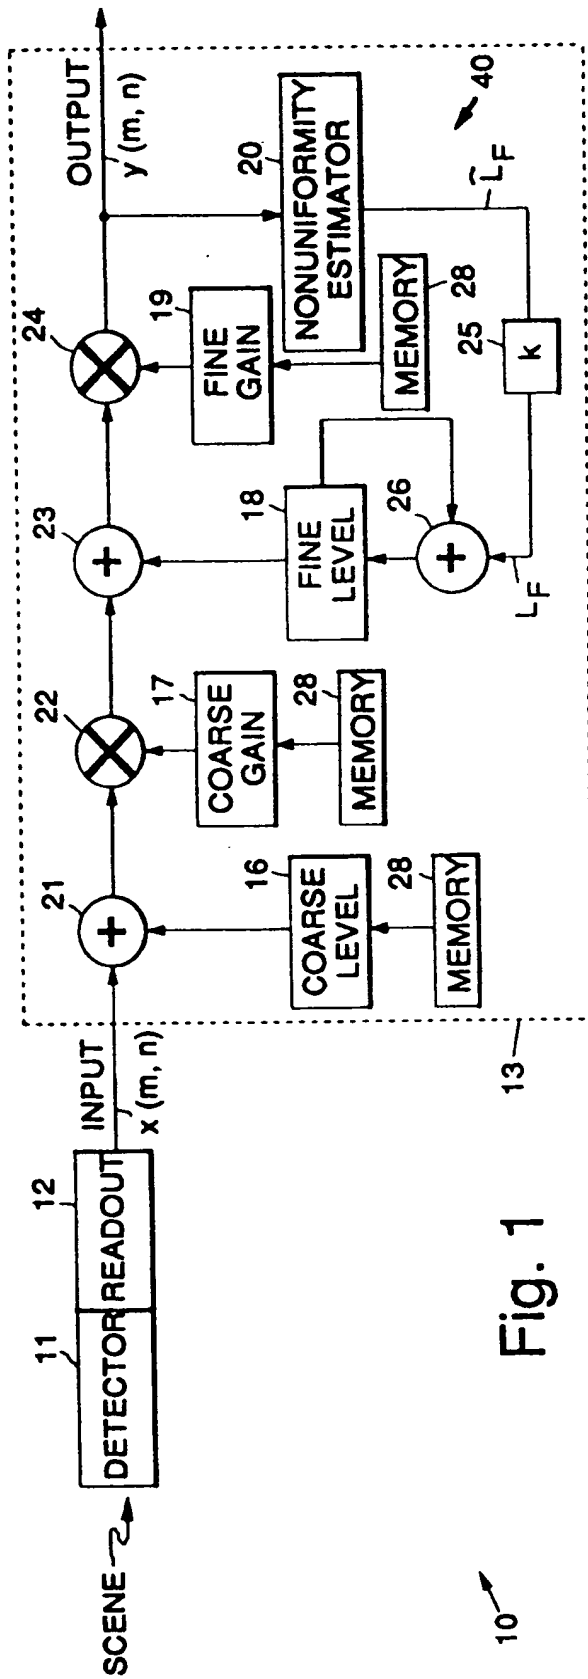 SCENE
11
12
DETECTOR
READOUT
INPUT
x (m, n)
21
+
22
23
+
24
OUTPUT
y (m, n)
16
COARSE
LEVEL
28
MEMORY
17
COARSE
GAIN
28
MEMORY
18
FINE
LEVEL
26
+
L_F
19
FINE
GAIN
28
MEMORY
20
NONUNIFORMITY
ESTIMATOR
25
k
L̃_F
40
13
10
Fig. 1